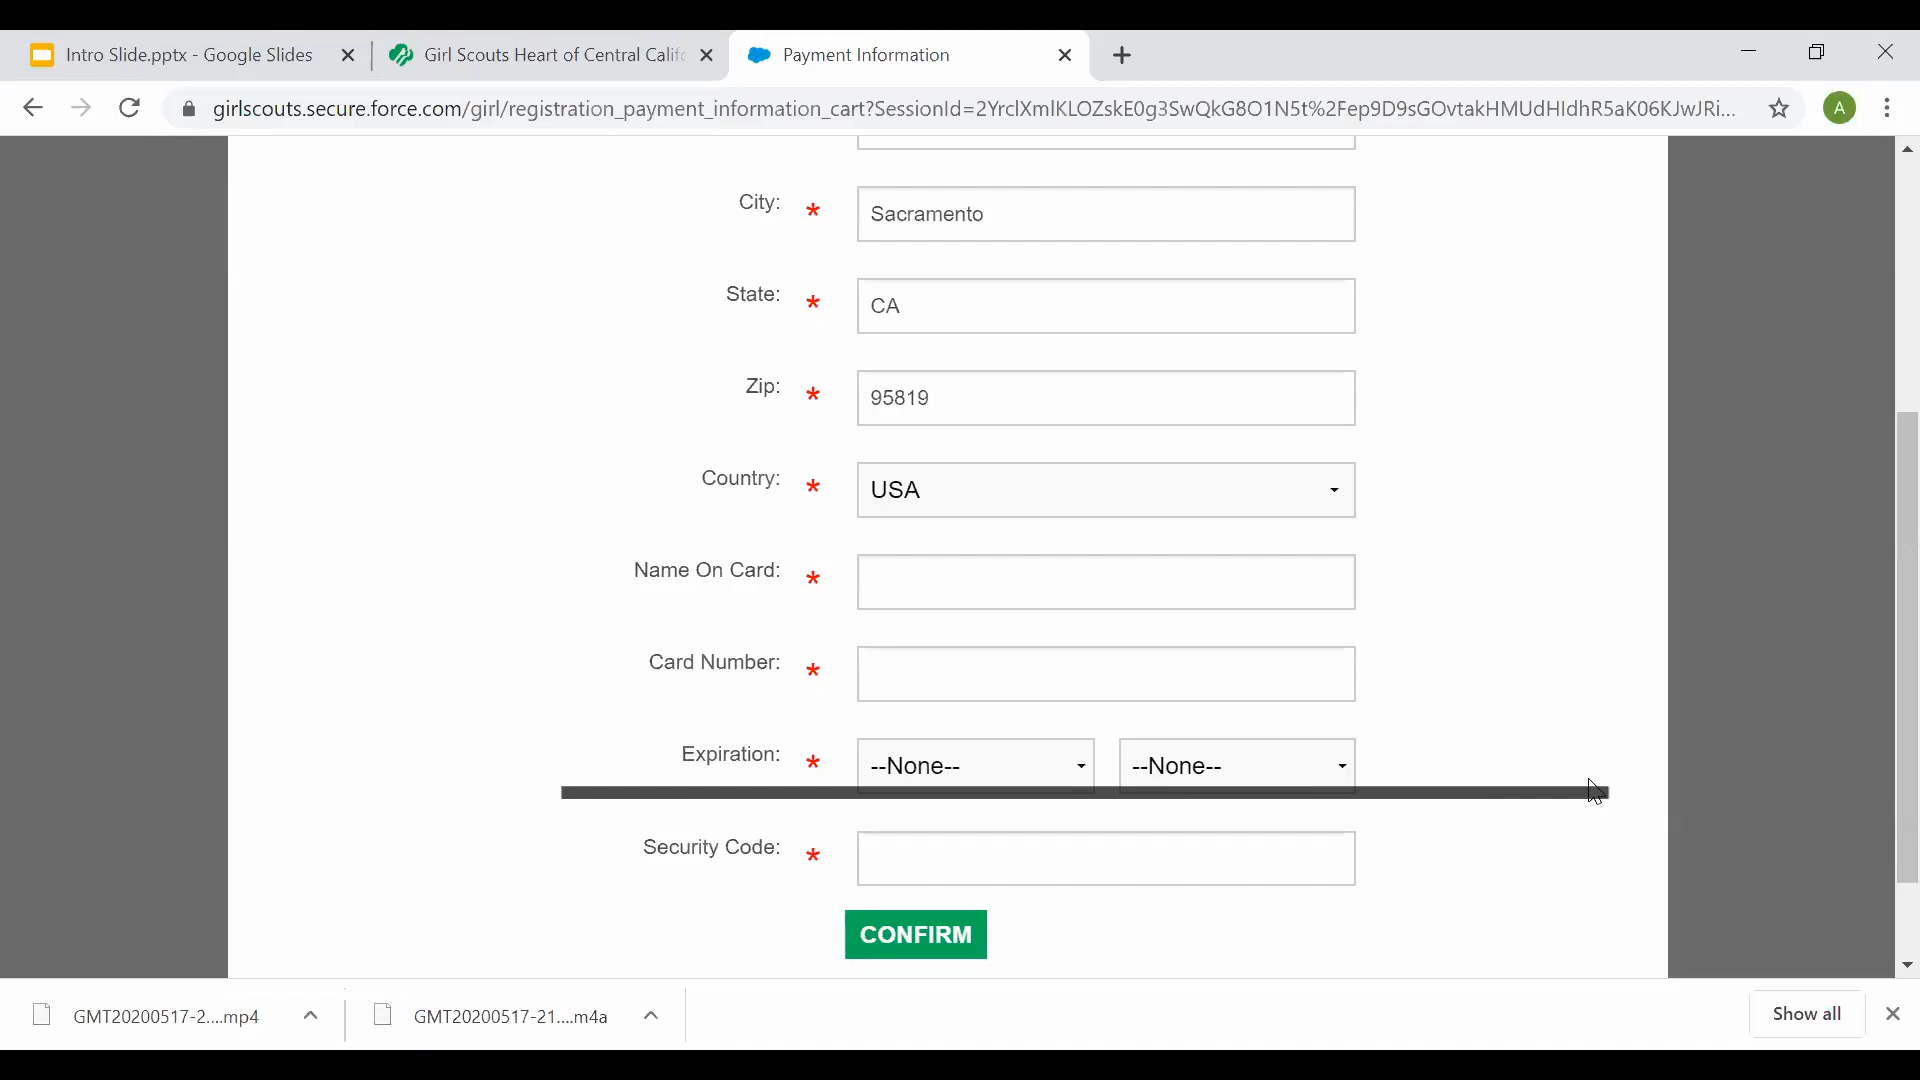 Intro Slide.pptx - Google Slides
Girl Scouts Heart of Central Califo
Payment Information
girlscouts.secure.force.com/girl/registration_payment_information_cart?SessionId=2YrclXmlKLOZskE0g3SwQkG8O1N5t%2Fep9D9sGOvtakHMUdHIdhR5aK06KJwJRi...
A
City: *
Sacramento
State: *
CA
Zip: *
95819
Country: *
USA
Name On Card: *
Card Number: *
Expiration: *
--None--
--None--
Security Code: *
CONFIRM
GMT20200517-2....mp4
GMT20200517-21....m4a
Show all